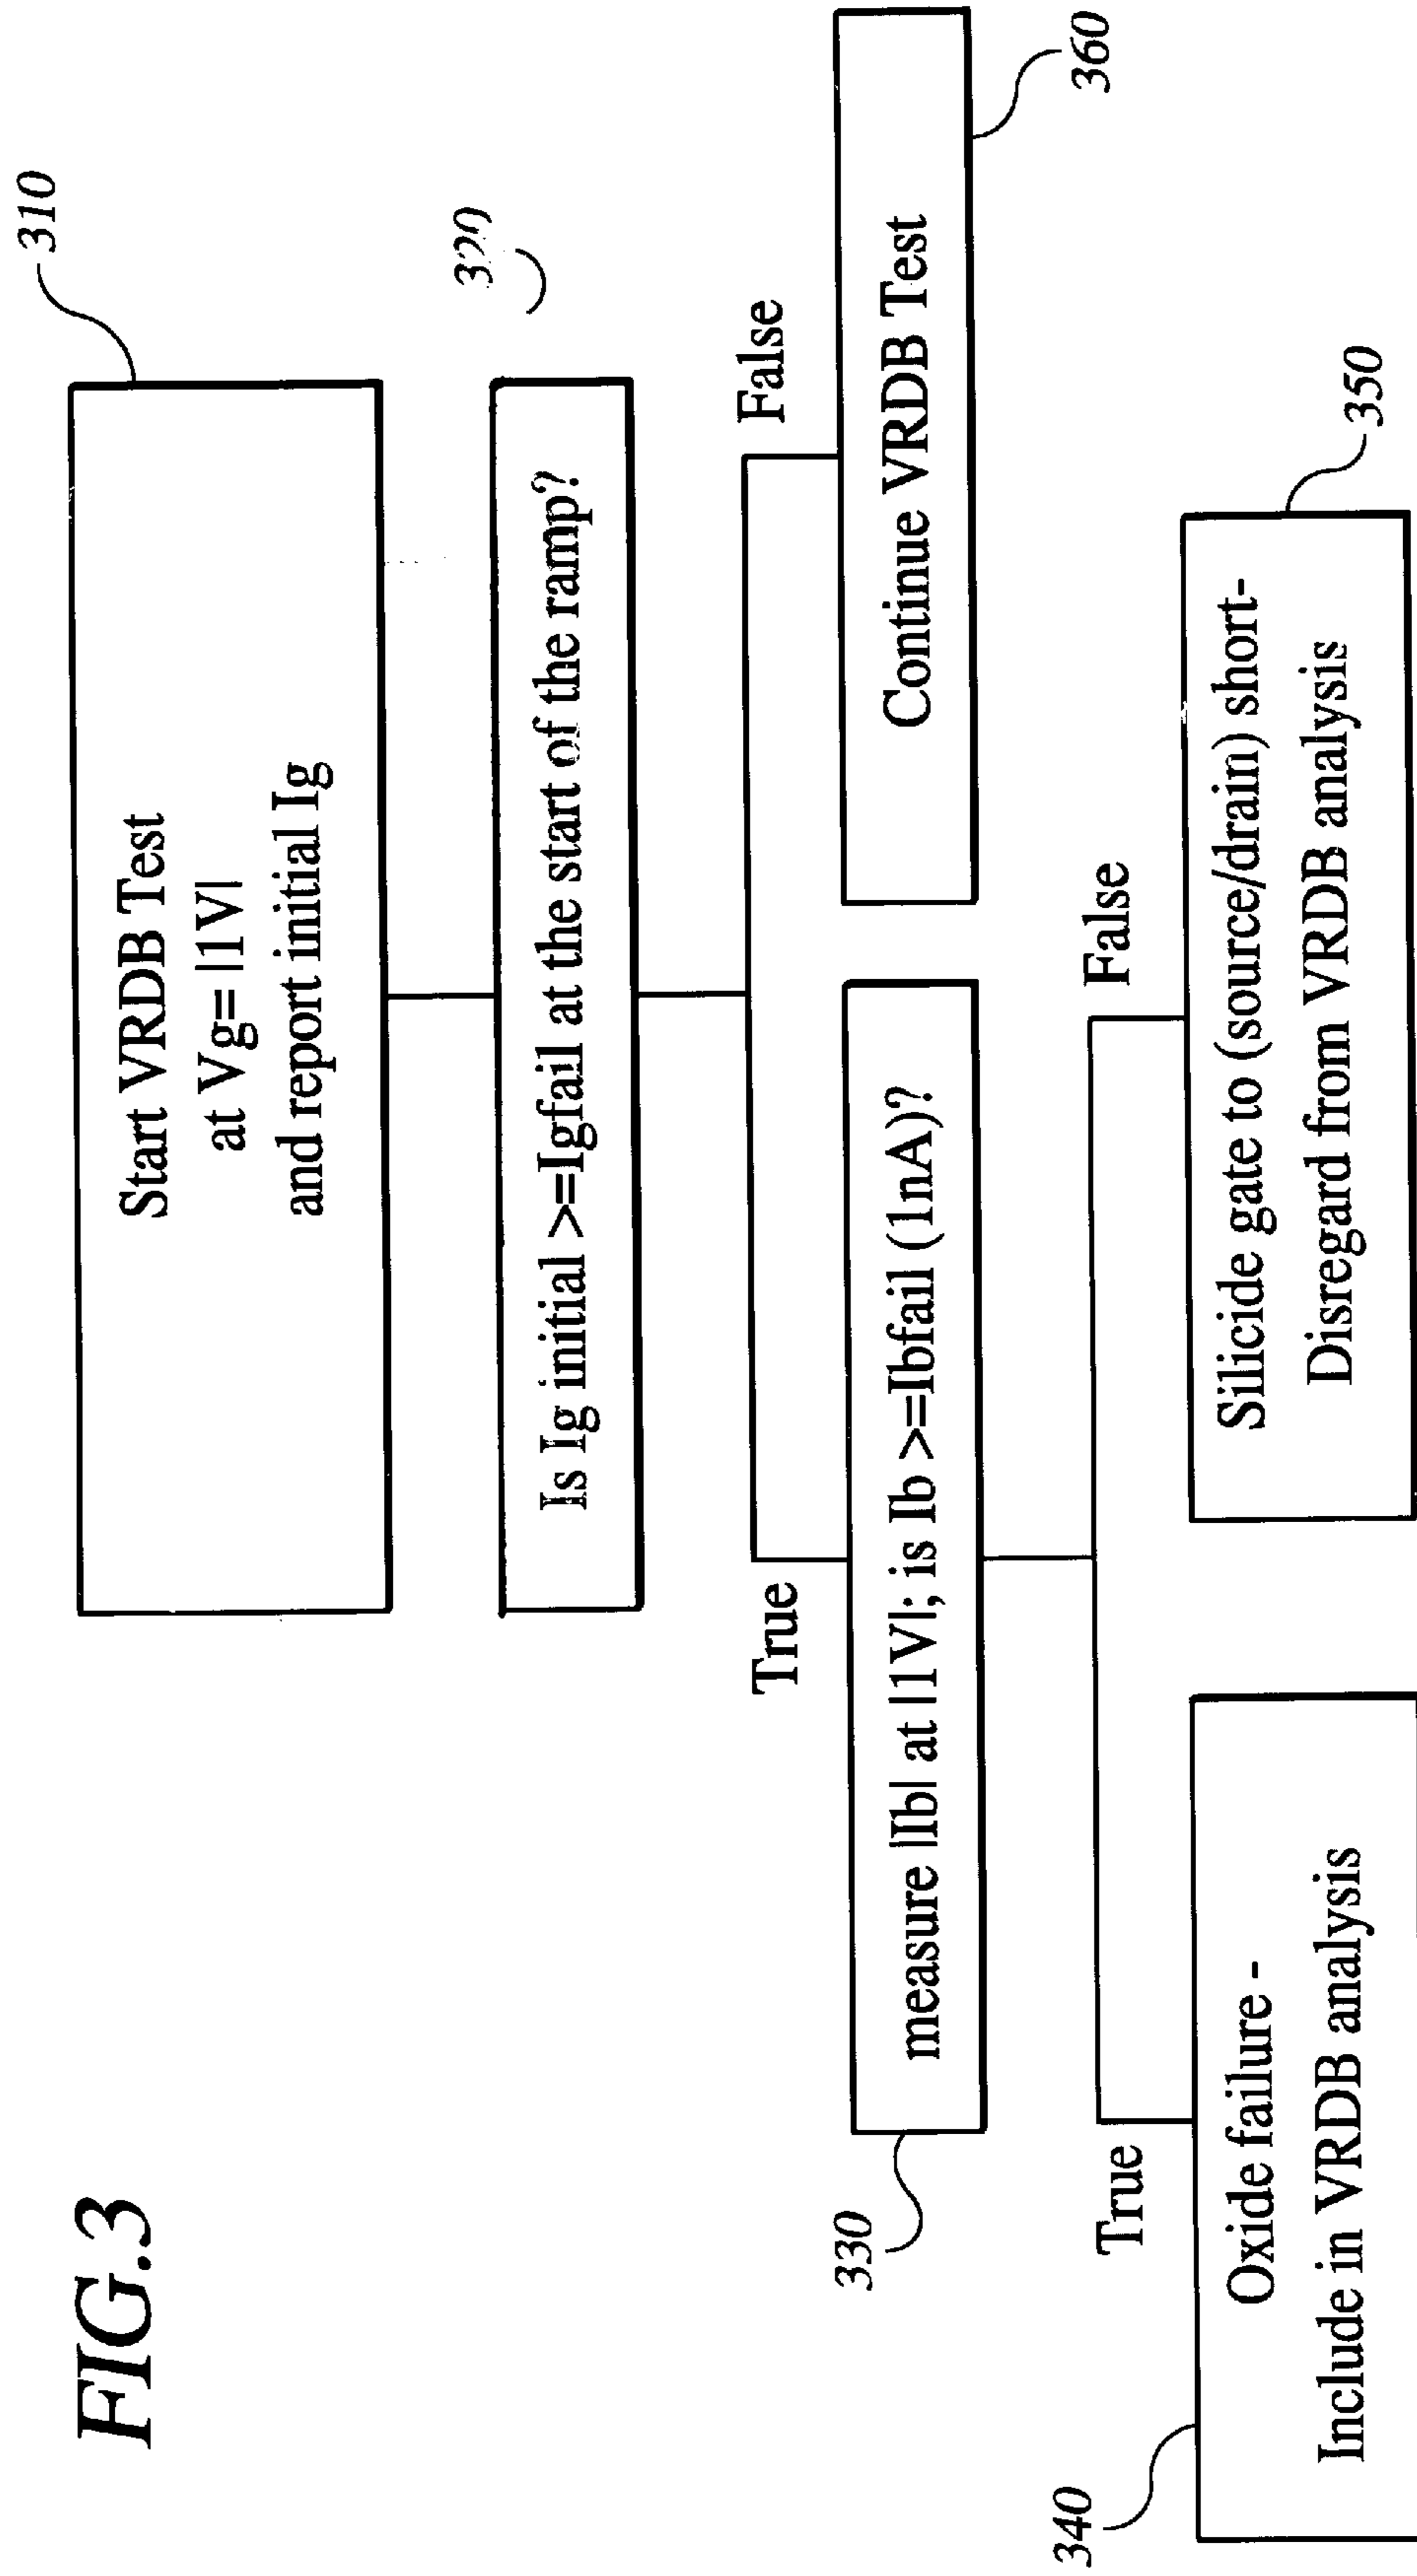 FIG.3
310
Start VRDB Test
at Vg= |1V|
and report initial Ig
320
Is Ig initial >=Igfail at the start of the ramp?
True
False
330
measure |Ib| at |1V|; is Ib >=Ibfail (1nA)?
Continue VRDB Test
360
True
False
340
Oxide failure -
Include in VRDB analysis
Silicide gate to (source/drain) short-
Disregard from VRDB analysis
350